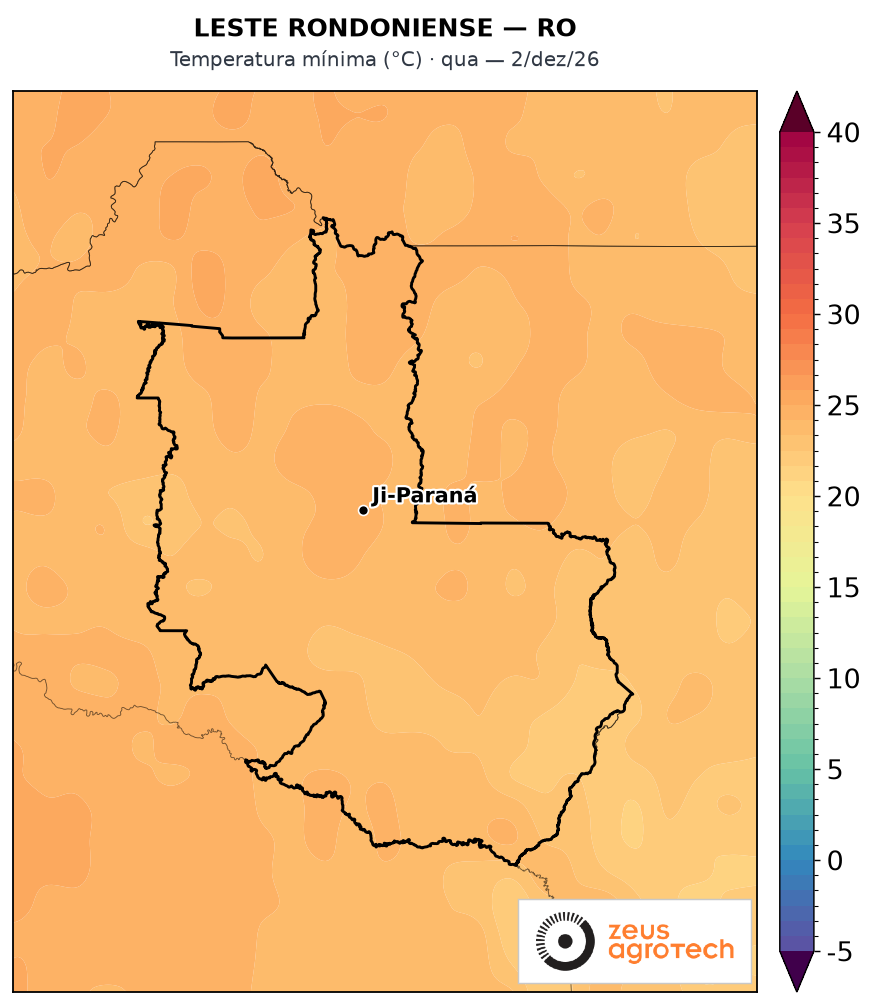 LESTE RONDONIENSE — RO
Temperatura mínima (°C) · qua — 2/dez/26
40
35
30
25
20
15
10
5
0
-5
Ji-Paraná
zeus
agrotech